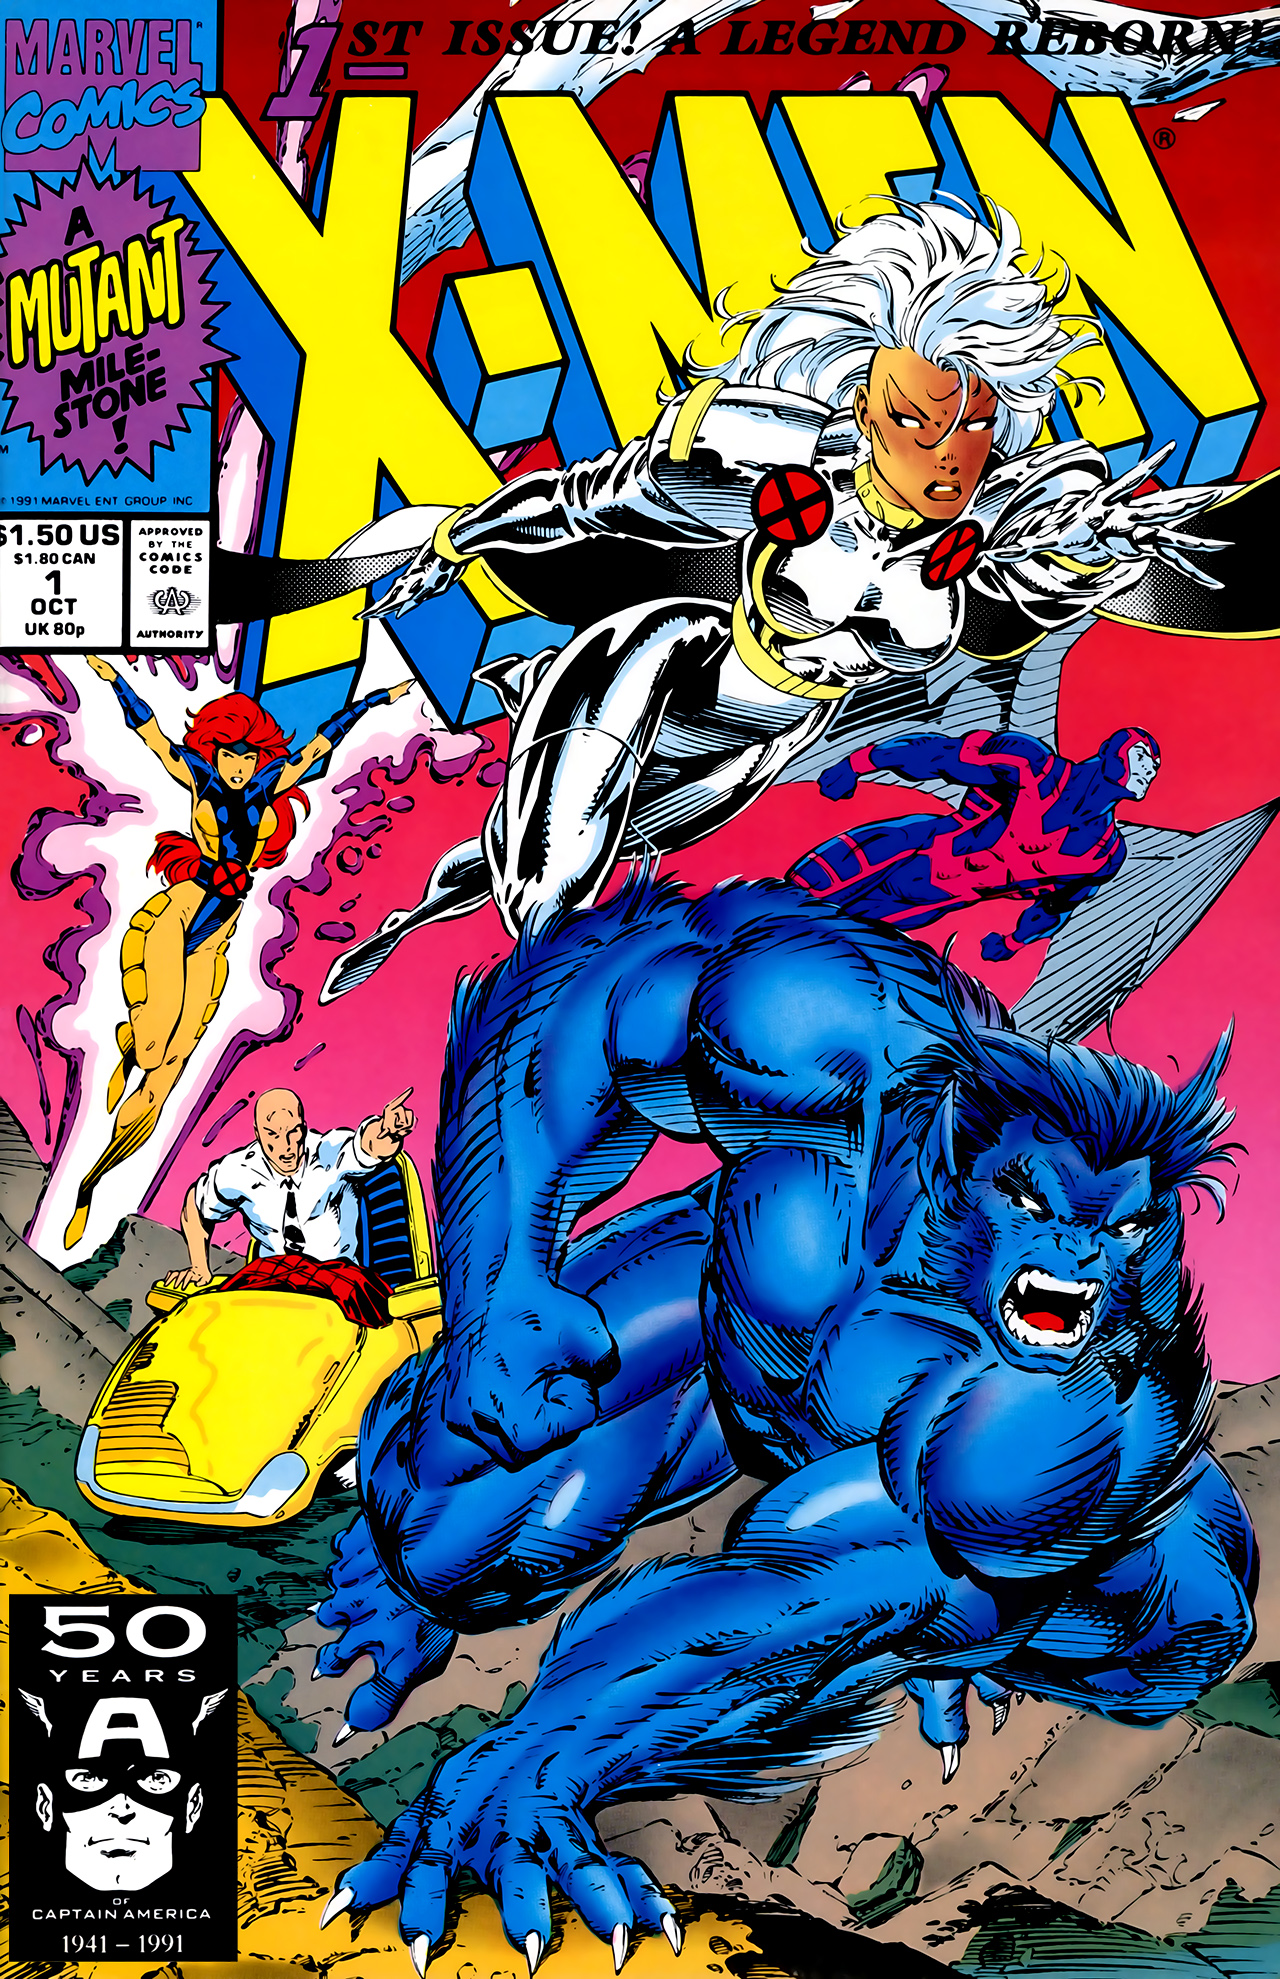 MARVEL
COMICS
M
1ST ISSUE! A LEGEND REBORN!
X-MEN®
A
MUTANT
MILE-
STONE
!
© 1991 MARVEL ENT GROUP INC
$1.50 US
$1.80 CAN
1
OCT
UK 80p
APPROVED
BY THE
COMICS
CODE
CA
AUTHORITY
50
YEARS
A
OF
CAPTAIN AMERICA
1941 – 1991